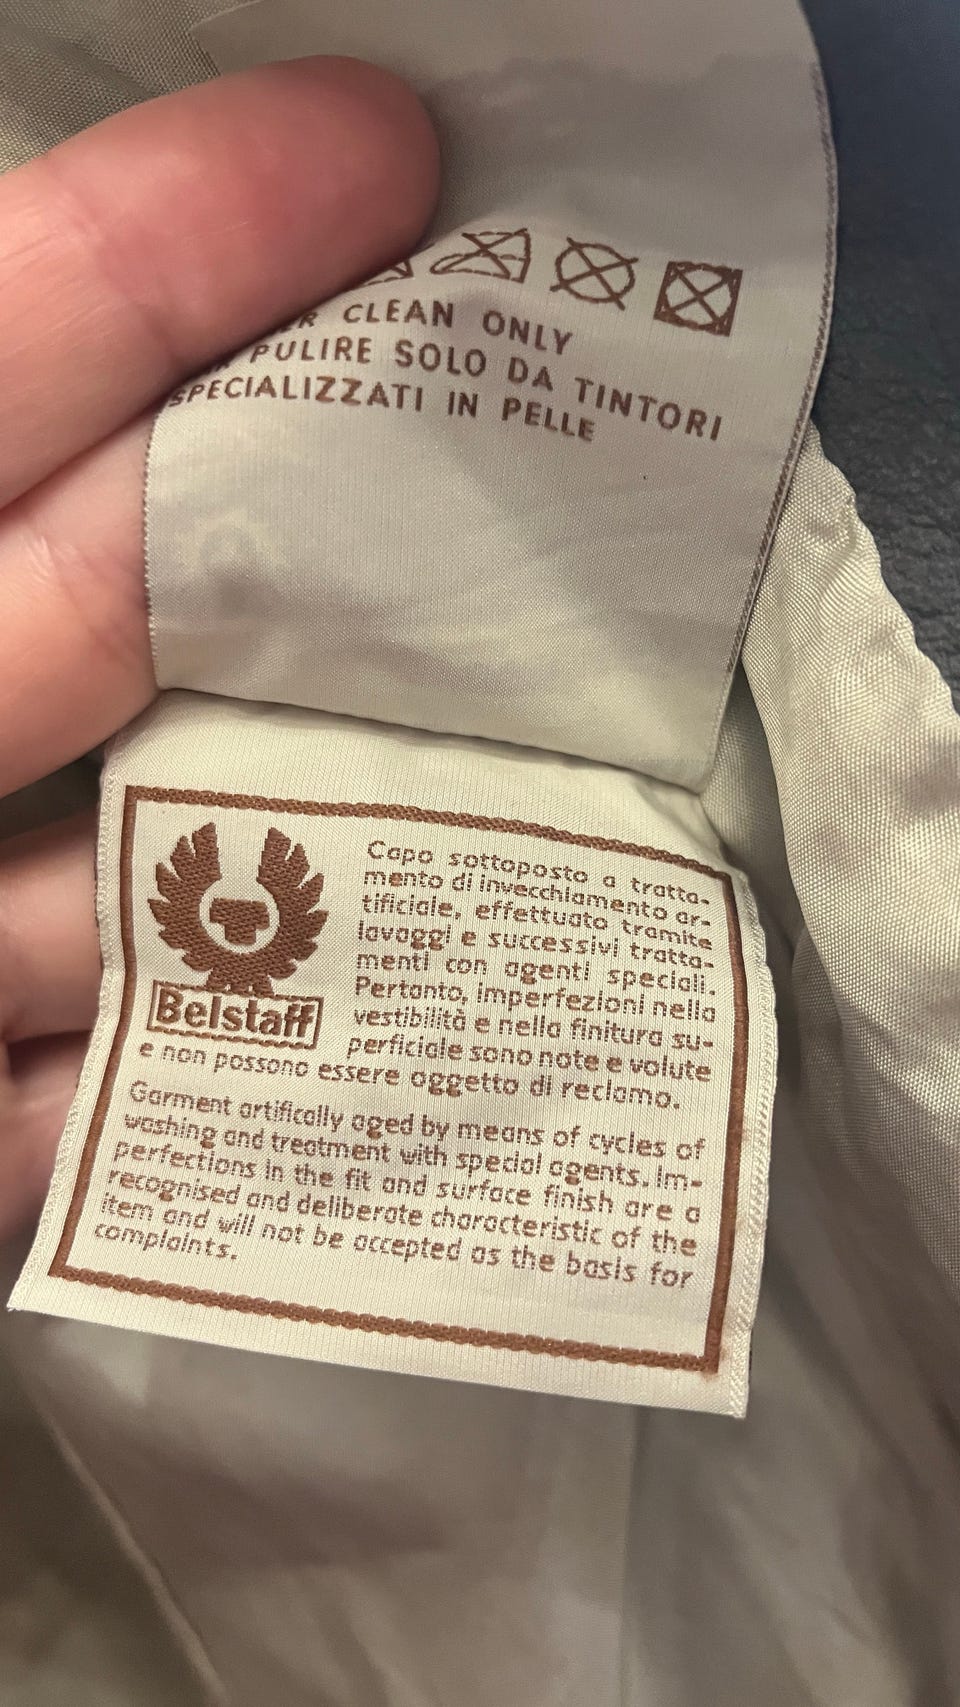 CLEAN ONLY
PULIRE SOLO DA TINTORI
SPECIALIZZATI IN PELLE
Belstaff
Capo sottoposto a tratta-
mento di invecchiamento ar-
tificiale, effettuato tramite
lavaggi e successivi tratta-
menti con agenti speciali.
Pertanto, imperfezioni nella
vestibilità e nella finitura su-
perficiale sono note e volute
e non possono essere oggetto di reclamo.
Garment artifically aged by means of cycles of
washing and treatment with special agents. Im-
perfections in the fit and surface finish are a
recognised and deliberate characteristic of the
item and will not be accepted as the basis for
complaints.